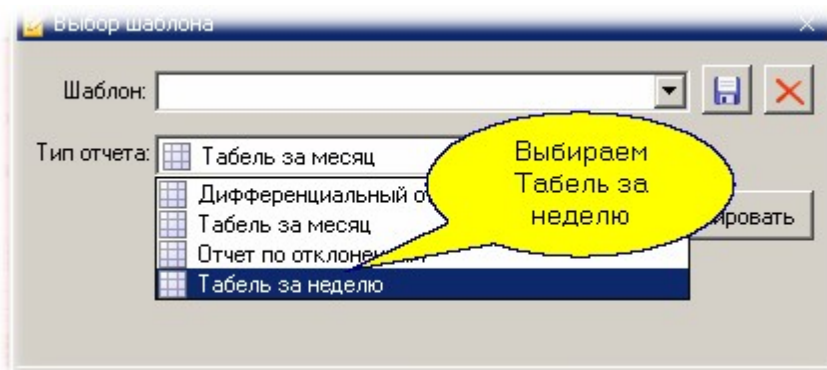 Выбор шаблона
Шаблон:
Тип отчета: Табель за месяц
Дифференциальный о
Табель за месяц
Отчет по отклонен
Табель за неделю
Выбираем
Табель за
неделю
ировать